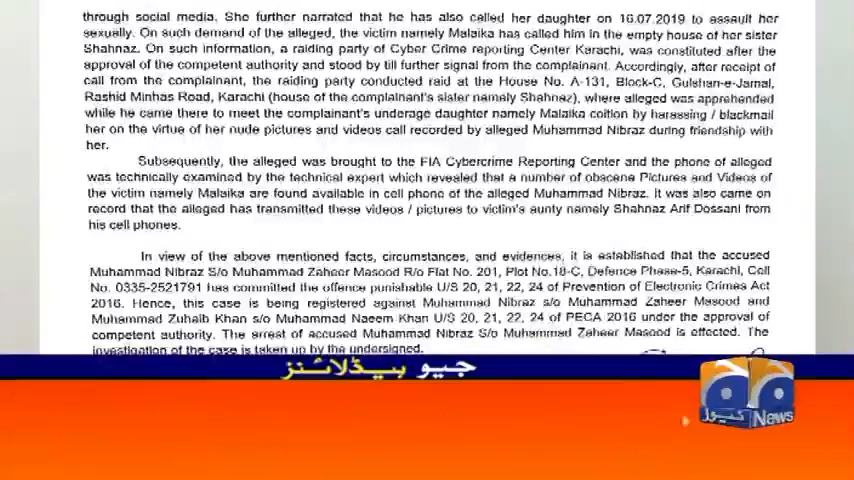 through social media. She further narrated that he has also called her daughter on 16.07.2019 to assault her
sexually. On such demand of the alleged, the victim namely Malaika has called him in the empty house of her sister
Shahnaz. On such information, a raiding party of Cyber Crime reporting Center Karachi, was constituted after the
approval of the competent authority and stood by till further signal from the complainant. Accordingly, after receipt of
call from the complainant, the raiding party conducted raid at the House No. A-131, Block-C, Gulshan-e-Jamal,
Rashid Minhas Road, Karachi (house of the complainant's sister namely Shahnaz), where alleged was apprehended
while he came there to meet the complainant's underage daughter namely Malaika coition by harassing / blackmail
her on the virtue of her nude pictures and videos call recorded by alleged Muhammad Nibraz during friendship with
her.
Subsequently, the alleged was brought to the FIA Cybercrime Reporting Center and the phone of alleged
was technically examined by the technical expert which revealed that a number of obscene Pictures and Videos of
the victim namely Malaika are found available in cell phone of the alleged Muhammad Nibraz. It was also came on
record that the alleged has transmitted these videos / pictures to victim's aunty namely Shahnaz Arif Dossani from
his cell phones.
In view of the above mentioned facts, circumstances, and evidences, it is established that the accused
Muhammad Nibraz S/o Muhammad Zaheer Masood R/o Flat No. 201, Plot No.18-C, Defence Phase-5, Karachi, Cell
No. 0335-2521791 has committed the offence punishable U/S 20, 21, 22, 24 of Prevention of Electronic Crimes Act
2016. Hence, this case is being registered against Muhammad Nibraz s/o Muhammad Zaheer Masood and
Muhammad Zuhaib Khan s/o Muhammad Naeem Khan U/S 20, 21, 22, 24 of PECA 2016 under the approval of
competent authority. The arrest of accused Muhammad Nibraz S/o Muhammad Zaheer Masood is effected. The
investigation of the case is taken up by the undersigned.
جیو ہیڈلائنز
جیو
نیوز News